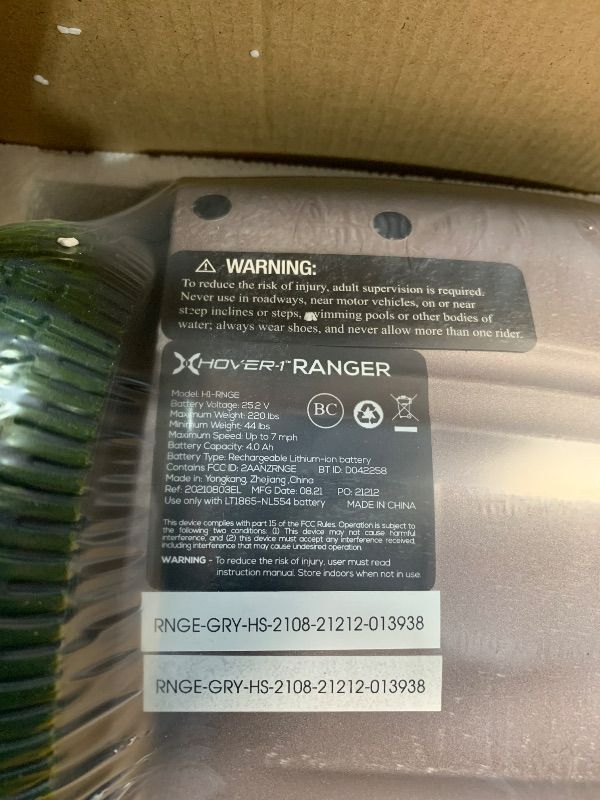 WARNING:
To reduce the risk of injury, adult supervision is required.
Never use in roadways, near motor vehicles, on or near
steep inclines or steps, swimming pools or other bodies of
water; always wear shoes, and never allow more than one rider.
HOVER-1™ RANGER
Model: H1-RNGE
Battery Voltage: 25.2 V
Maximum Weight: 220 lbs
Minimum Weight: 44 lbs
Maximum Speed: Up to 7 mph
Battery Capacity: 4.0 Ah
Battery Type: Rechargeable Lithium-ion battery
Contains FCC ID: 2AANZRNGE BT ID: D042258
Made in: Yongkang, Zhejiang ,China
Ref: 20210803EL MFG Date: 08.21 PO: 21212
Use only with LT1865-NL554 battery MADE IN CHINA
BC
This device complies with part 15 of the FCC Rules. Operation is subject to
the following two conditions: (1) This device may not cause harmful
interference, and (2) this device must accept any interference received,
including interference that may cause undesired operation.
WARNING - To reduce the risk of injury, user must read
instruction manual. Store indoors when not in use
RNGE-GRY-HS-2108-21212-013938
RNGE-GRY-HS-2108-21212-013938